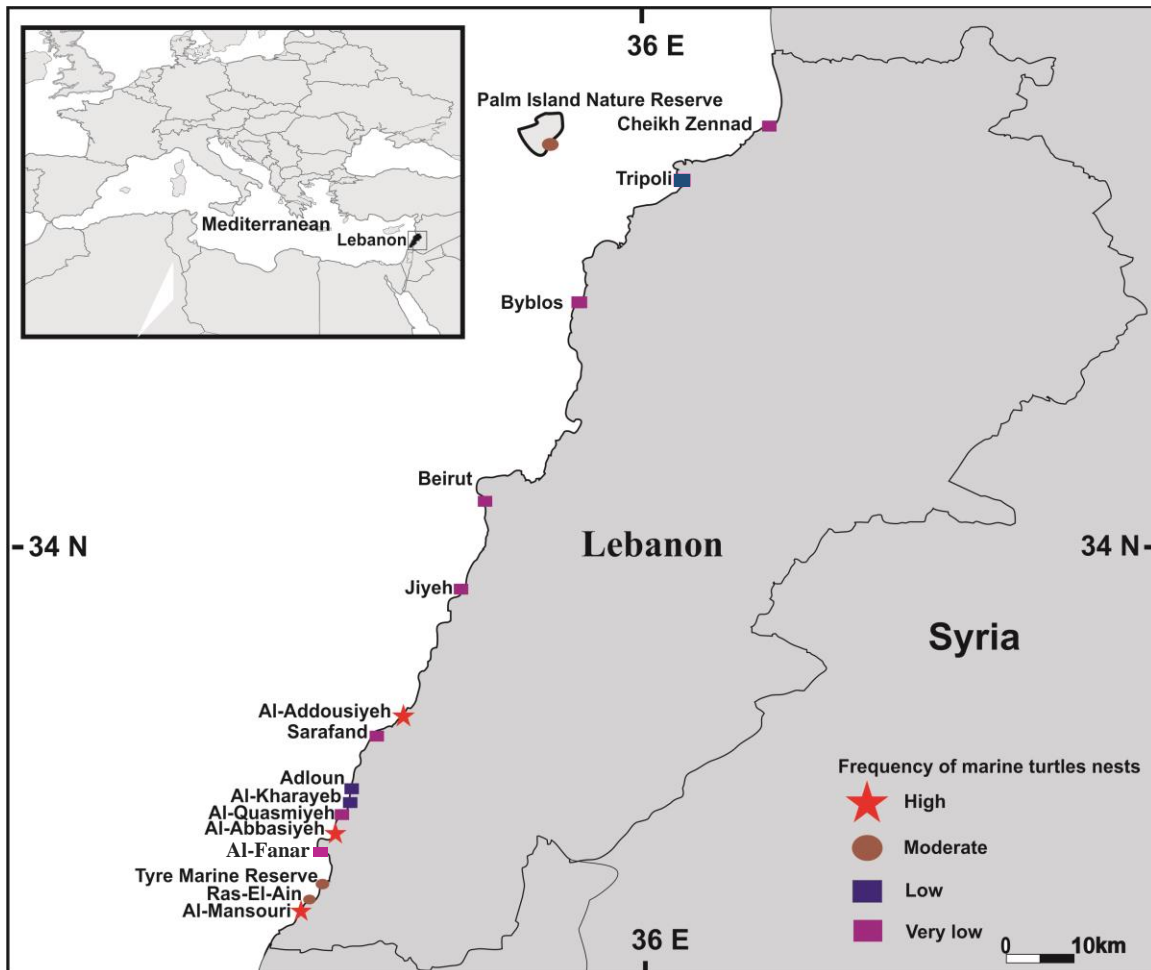 36 E
Palm Island Nature Reserve
Cheikh Zennad
Tripoli
Mediterranean
Lebanon
Byblos
Beirut
34 N
Lebanon
34 N
Jiyeh
Syria
Al-Addousiyeh
Sarafand
Adloun
Al-Kharayeb
Al-Quasmiyeh
Al-Abbasiyeh
Al-Fanar
Tyre Marine Reserve
Ras-El-Ain
Al-Mansouri
Frequency of marine turtles nests
High
Moderate
Low
Very low
36 E
0 10km